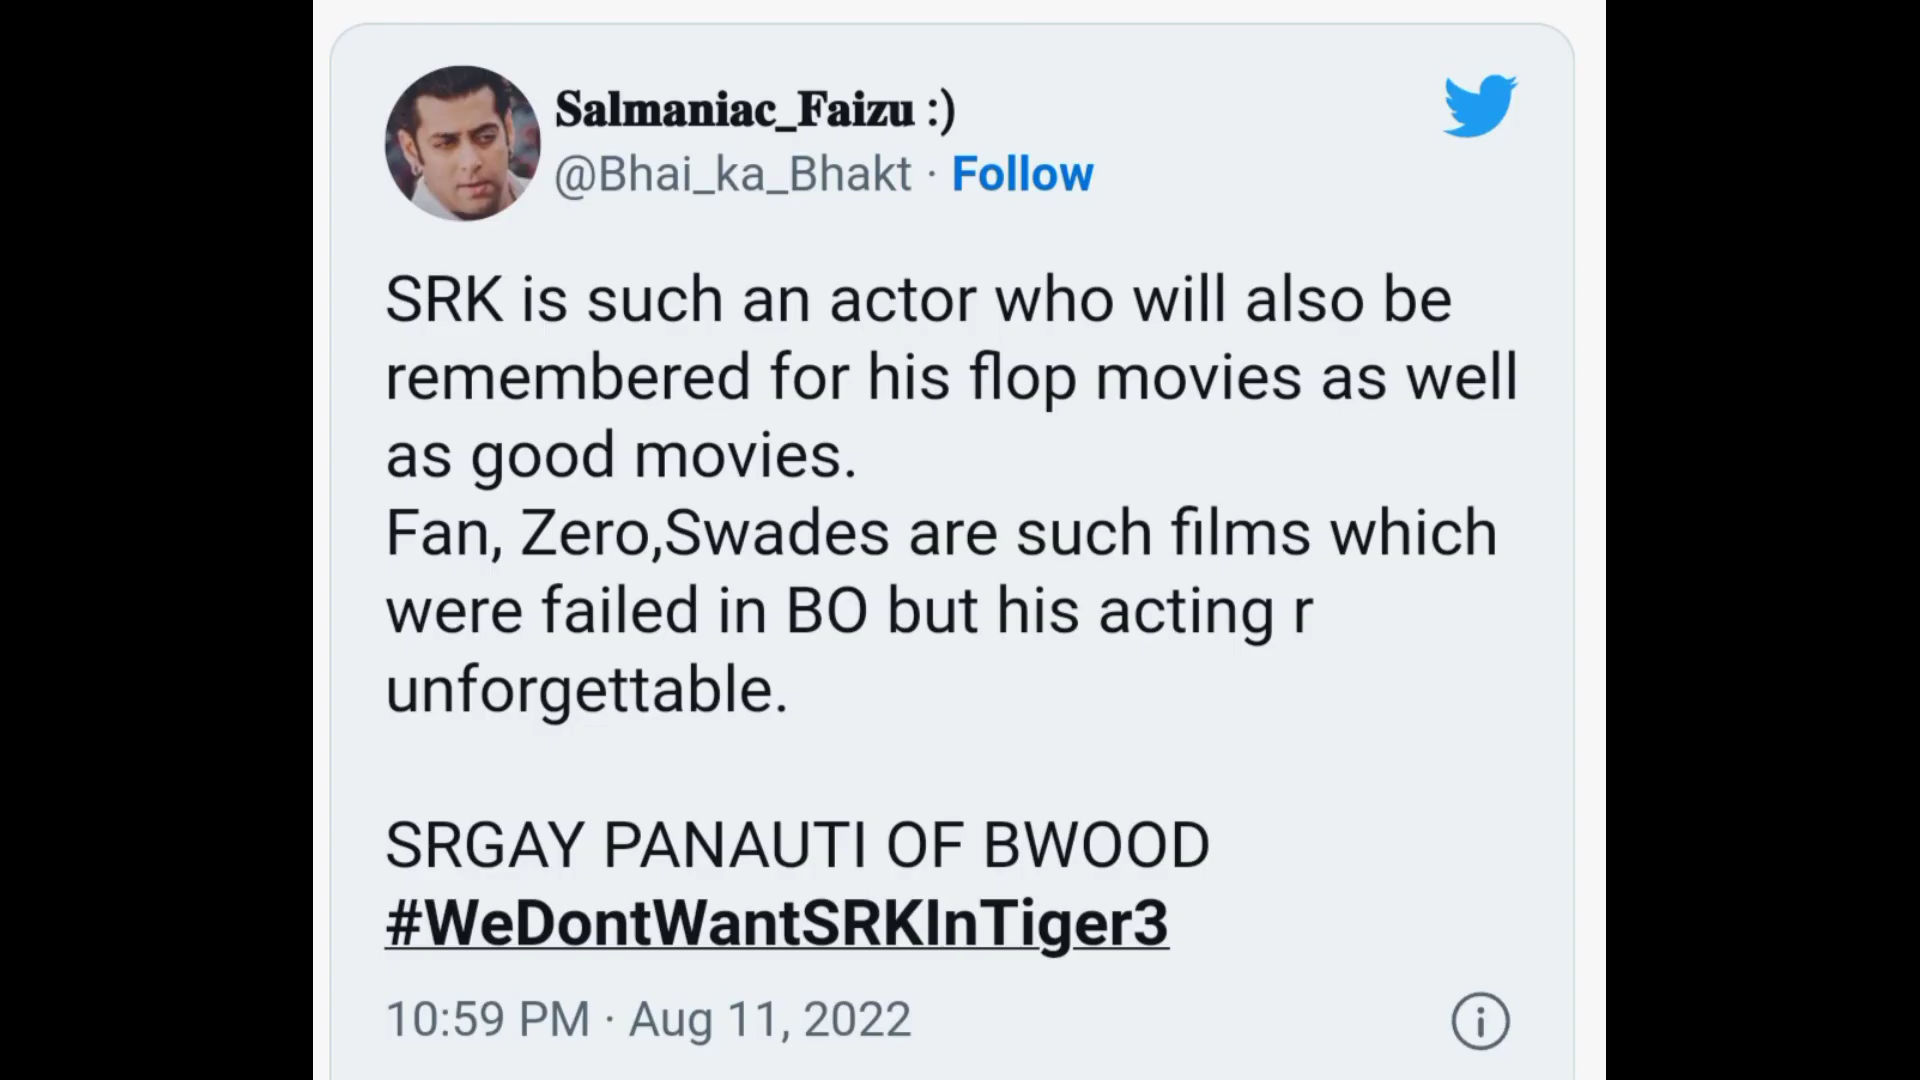 Salmaniac_Faizu :)
@Bhai_ka_Bhakt · Follow
SRK is such an actor who will also be
remembered for his flop movies as well
as good movies.
Fan, Zero,Swades are such films which
were failed in BO but his acting r
unforgettable.
SRGAY PANAUTI OF BWOOD
#WeDontWantSRKInTiger3
10:59 PM · Aug 11, 2022